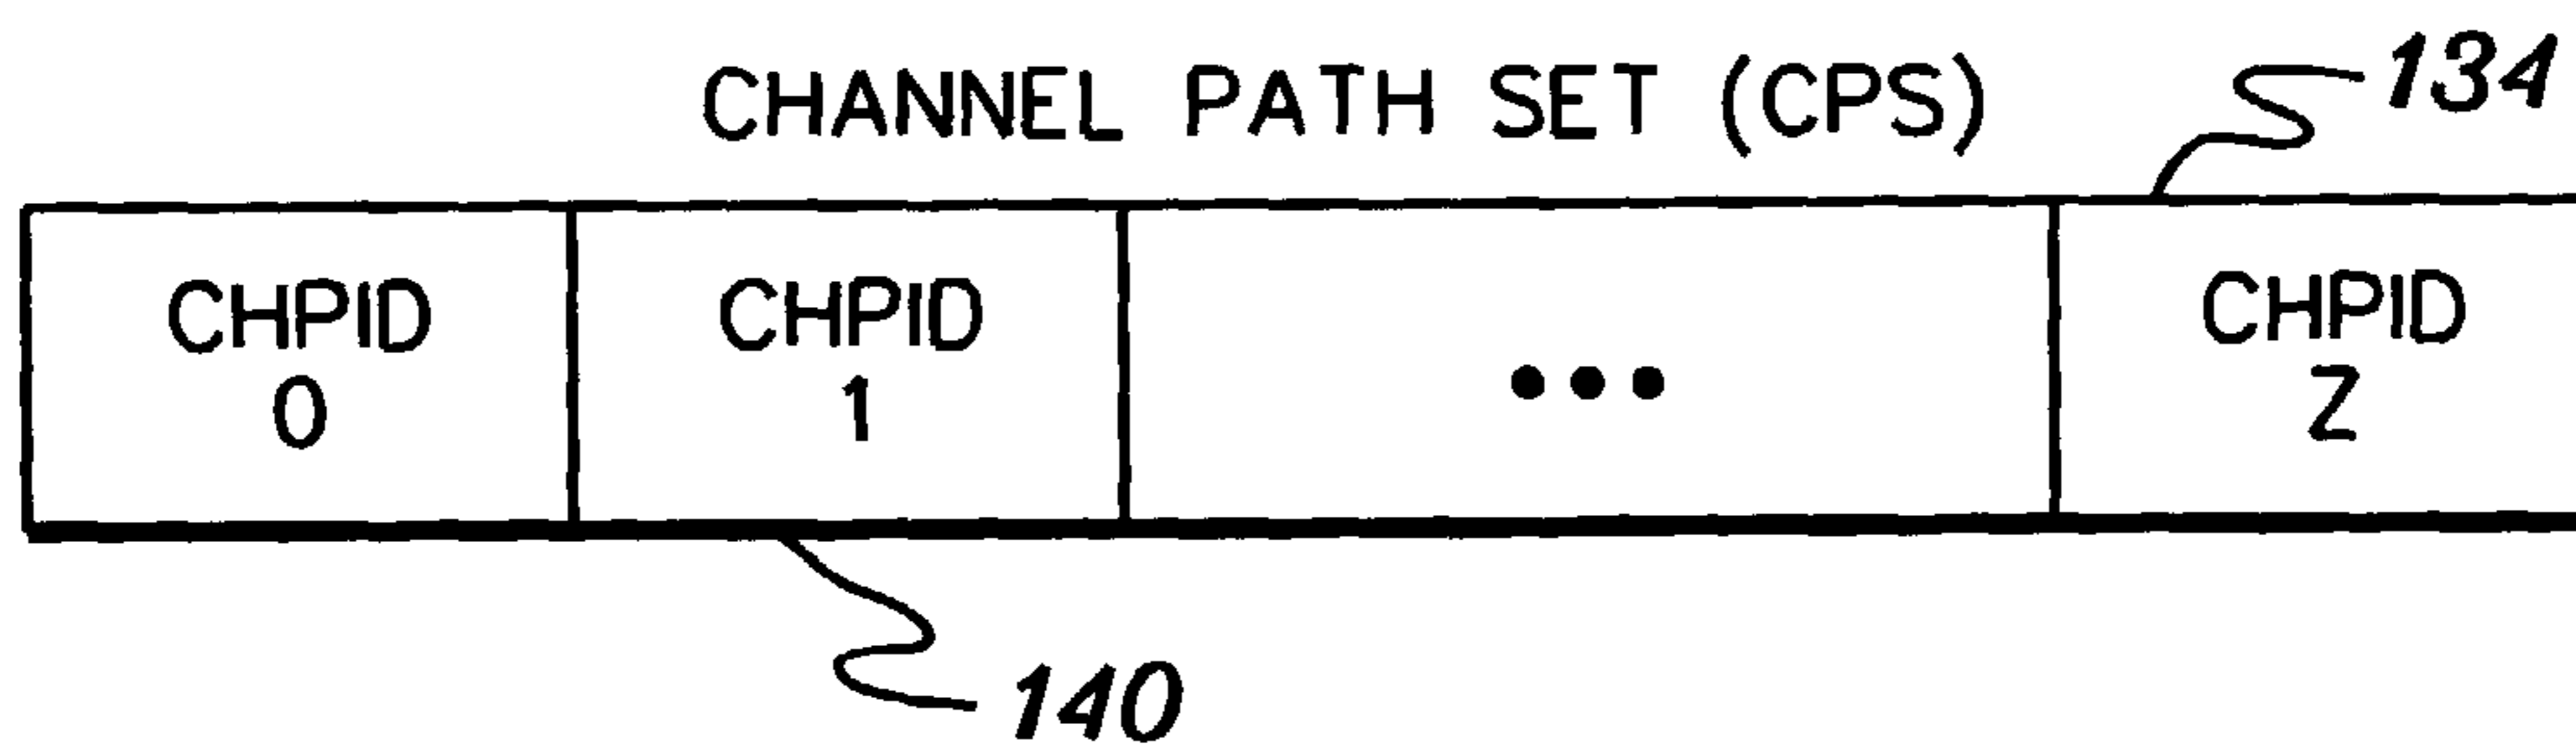 CHANNEL PATH SET (CPS)
134
CHPID
0
CHPID
1
•••
CHPID
Z
140